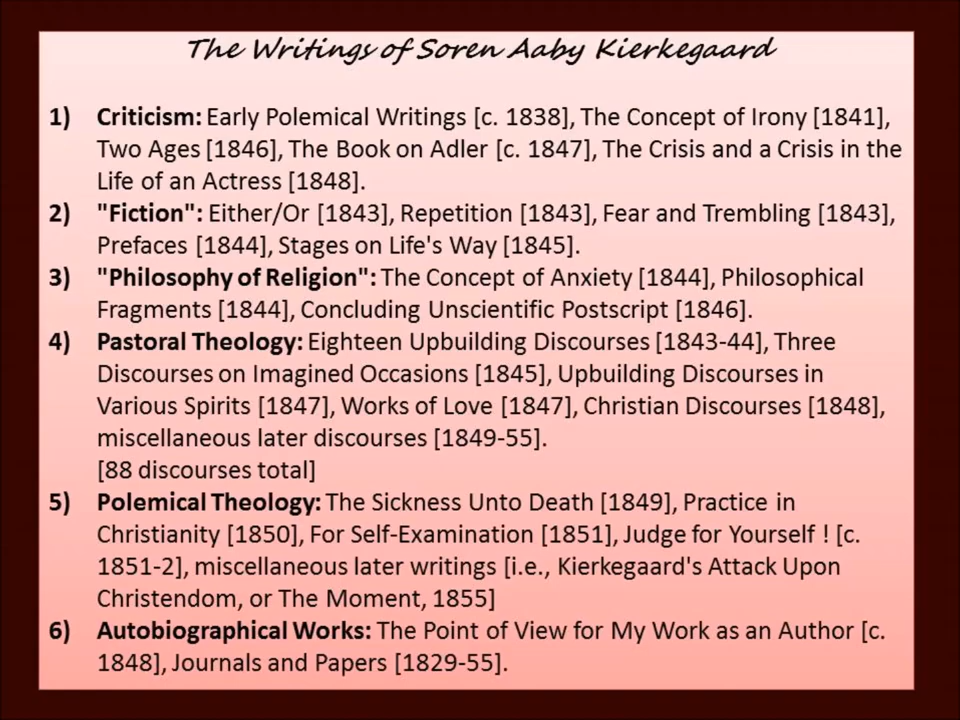 The Writings of Soren Aaby Kierkegaard
1) Criticism: Early Polemical Writings [c. 1838], The Concept of Irony [1841],
Two Ages [1846], The Book on Adler [c. 1847], The Crisis and a Crisis in the
Life of an Actress [1848].
2) "Fiction": Either/Or [1843], Repetition [1843], Fear and Trembling [1843],
Prefaces [1844], Stages on Life's Way [1845].
3) "Philosophy of Religion": The Concept of Anxiety [1844], Philosophical
Fragments [1844], Concluding Unscientific Postscript [1846].
4) Pastoral Theology: Eighteen Upbuilding Discourses [1843-44], Three
Discourses on Imagined Occasions [1845], Upbuilding Discourses in
Various Spirits [1847], Works of Love [1847], Christian Discourses [1848],
miscellaneous later discourses [1849-55].
[88 discourses total]
5) Polemical Theology: The Sickness Unto Death [1849], Practice in
Christianity [1850], For Self-Examination [1851], Judge for Yourself ! [c.
1851-2], miscellaneous later writings [i.e., Kierkegaard's Attack Upon
Christendom, or The Moment, 1855]
6) Autobiographical Works: The Point of View for My Work as an Author [c.
1848], Journals and Papers [1829-55].